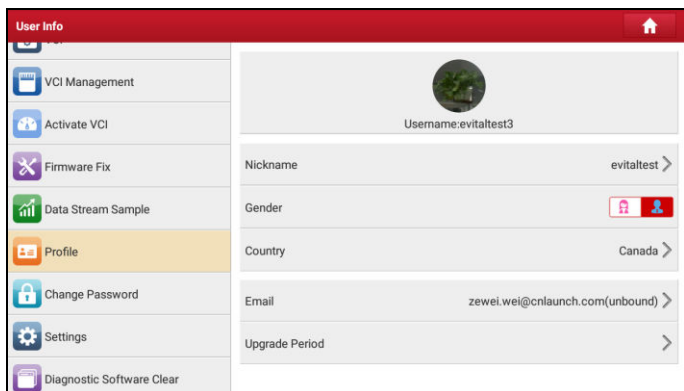 User Info
VCI
VCI Management
Activate VCI
Firmware Fix
Data Stream Sample
Profile
Change Password
Settings
Diagnostic Software Clear
Username:evitaltest3
Nickname
evitaltest
Gender
Country
Canada
Email
zewei.wei@cnlaunch.com(unbound)
Upgrade Period